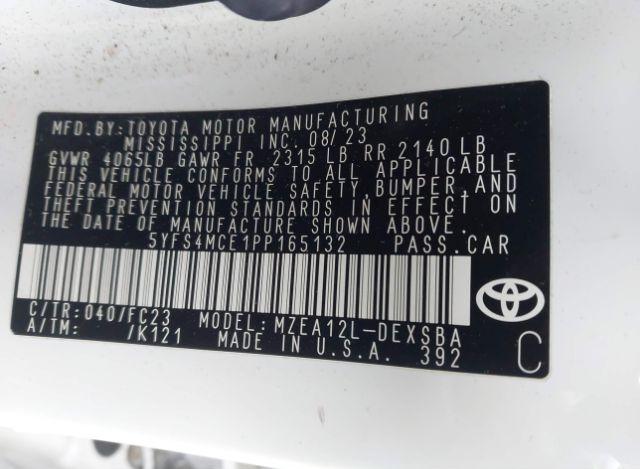 MFD.BY:TOYOTA MOTOR MANUFACTURING
MISSISSIPPI INC. 08/23
GVWR 4065LB GAWR FR 2315 LB RR 2140 LB
THIS VEHICLE CONFORMS TO ALL APPLICABLE
FEDERAL MOTOR VEHICLE SAFETY, BUMPER, AND
THEFT PREVENTION STANDARDS IN EFFECT ON
THE DATE OF MANUFACTURE SHOWN ABOVE.
5YFS4MCE1PP165132 PASS.CAR
C/TR:040/FC23 MODEL:MZEA12L-DEXSBA
A/TM: /K121 MADE IN U.S.A. 392
C